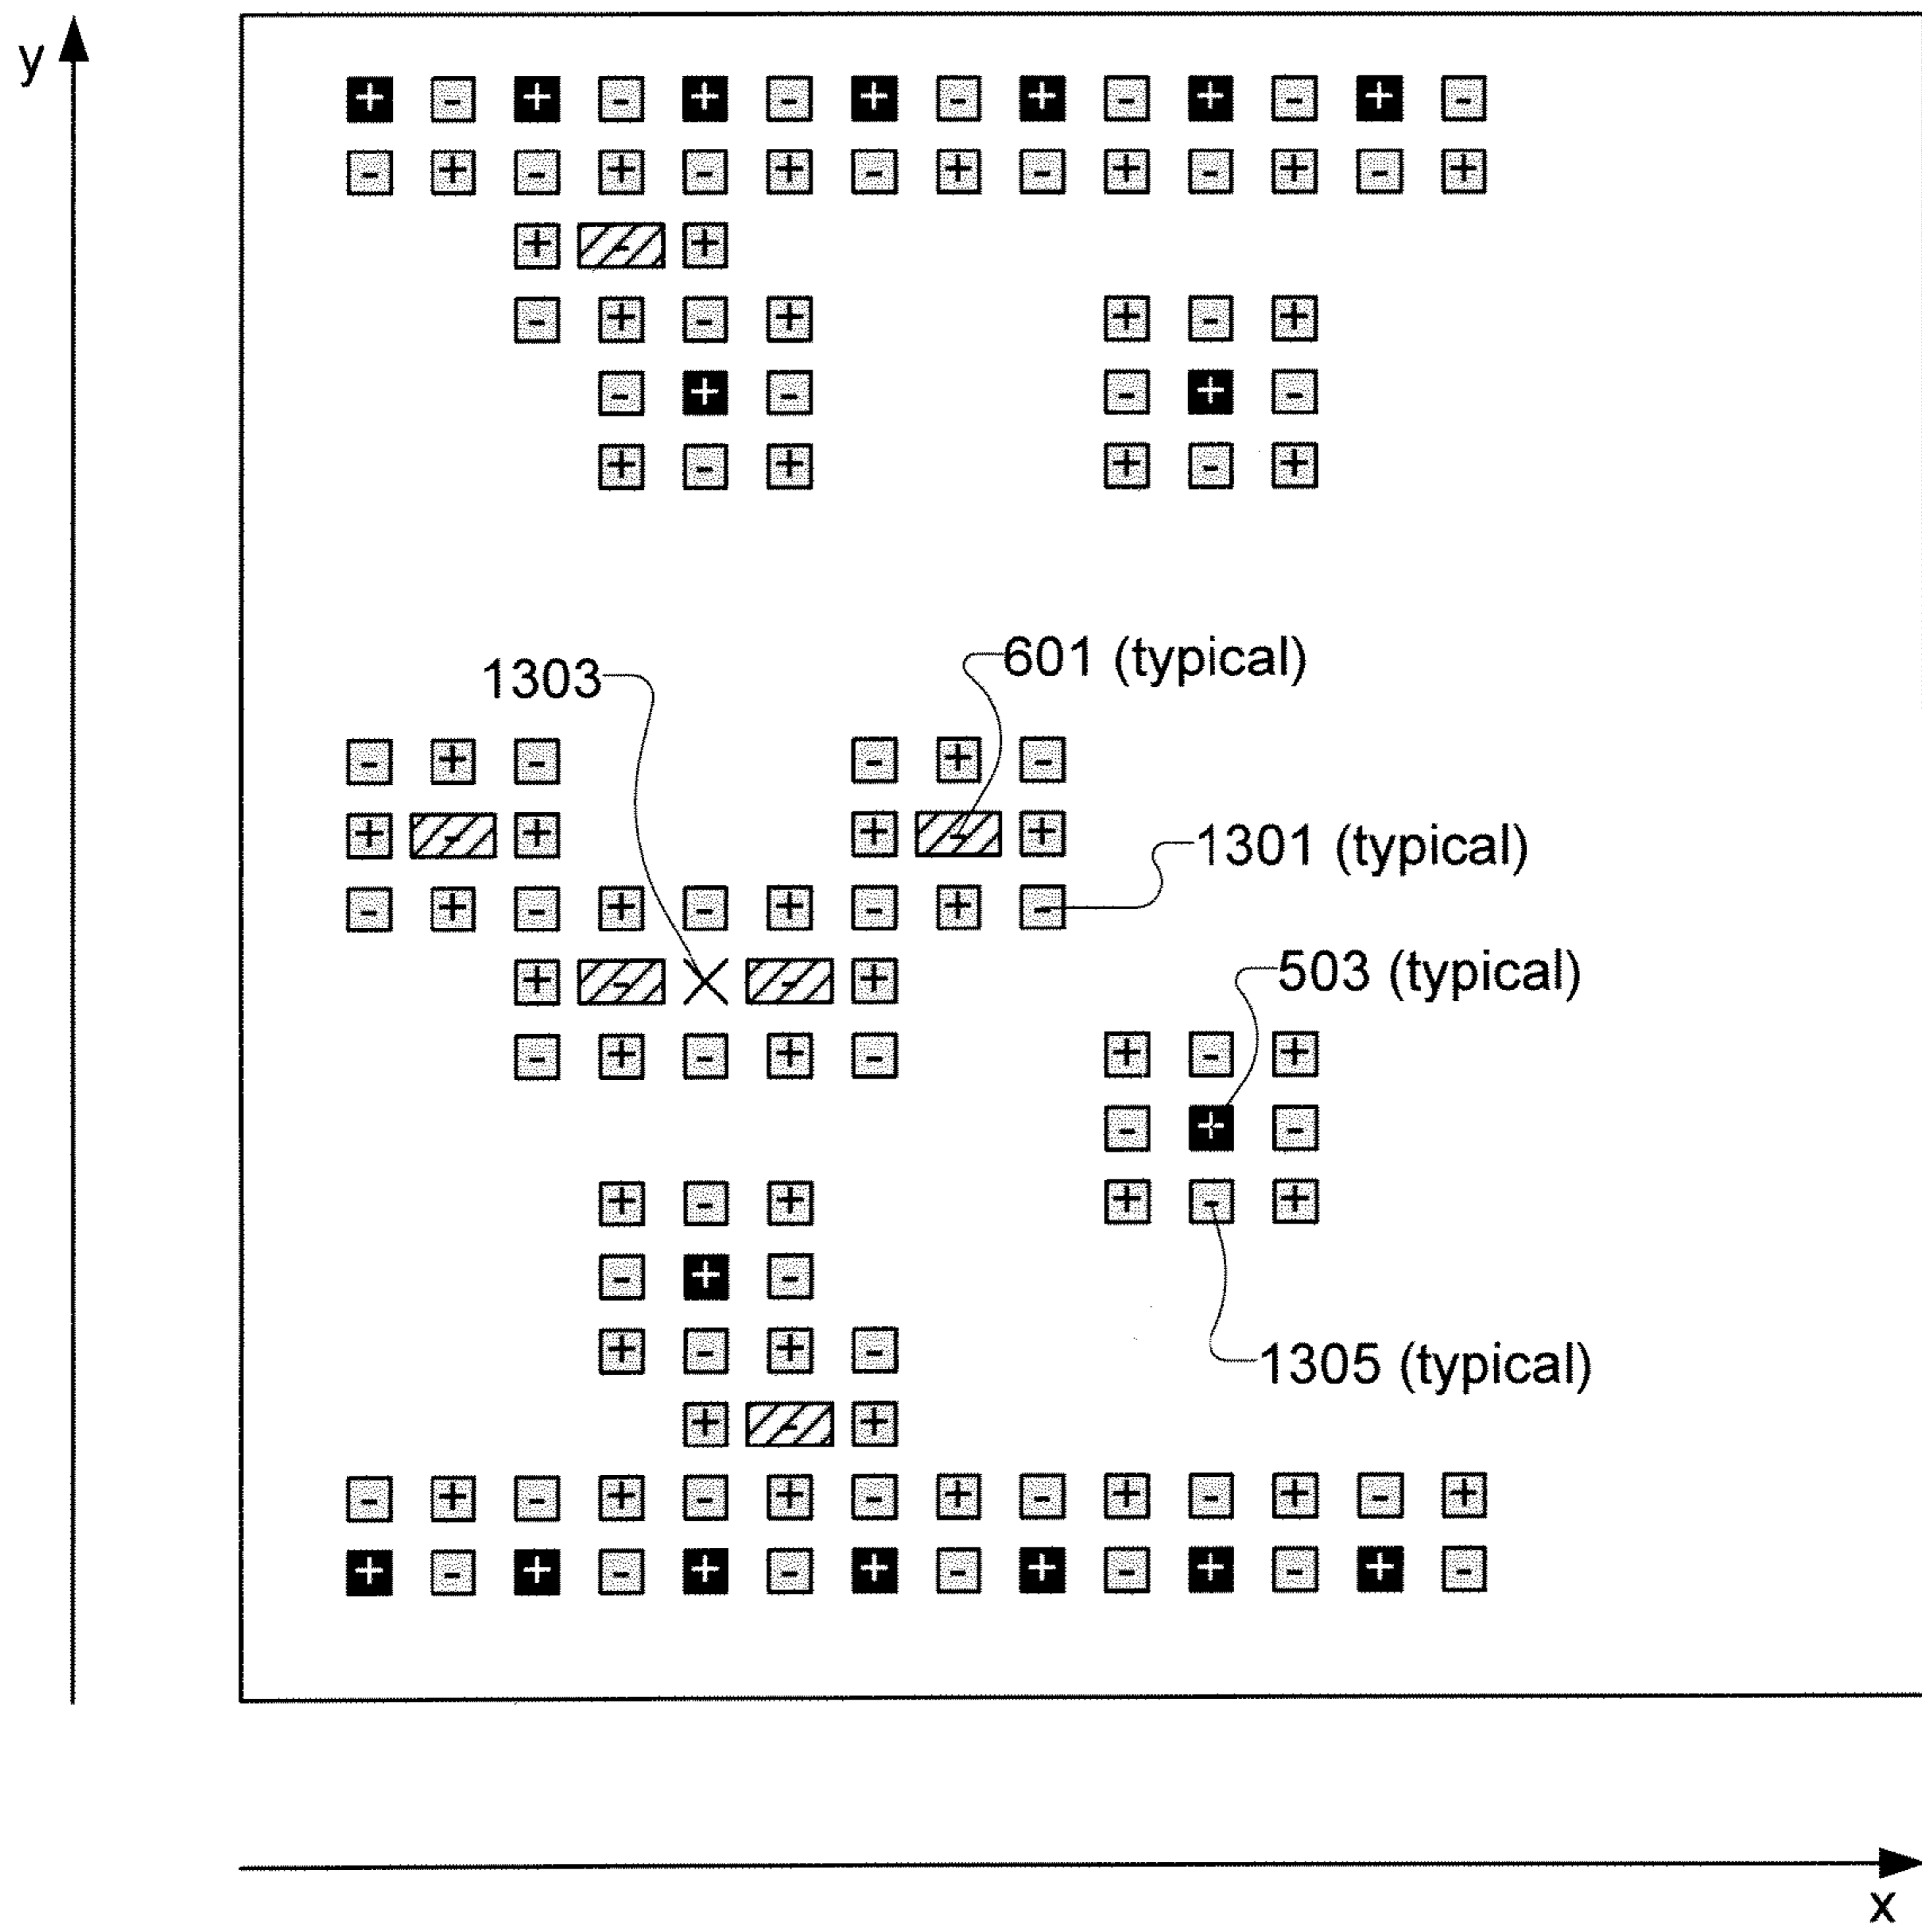 y
+ - + - + - + - + - + - + -
- + - + - + - + - + - + - +
+ - +
- + - + + - +
- + - - + -
+ - + + - +
601 (typical)
1303
- + - - + -
+ - + + - +
1301 (typical)
- + - + - + - + -
503 (typical)
+ - - +
- + - + - + - +
- + -
+ - + + - +
- + -
1305 (typical)
+ - + -
+ - +
- + - + - + - + - + - + - +
+ - + - + - + - + - + - + -
x